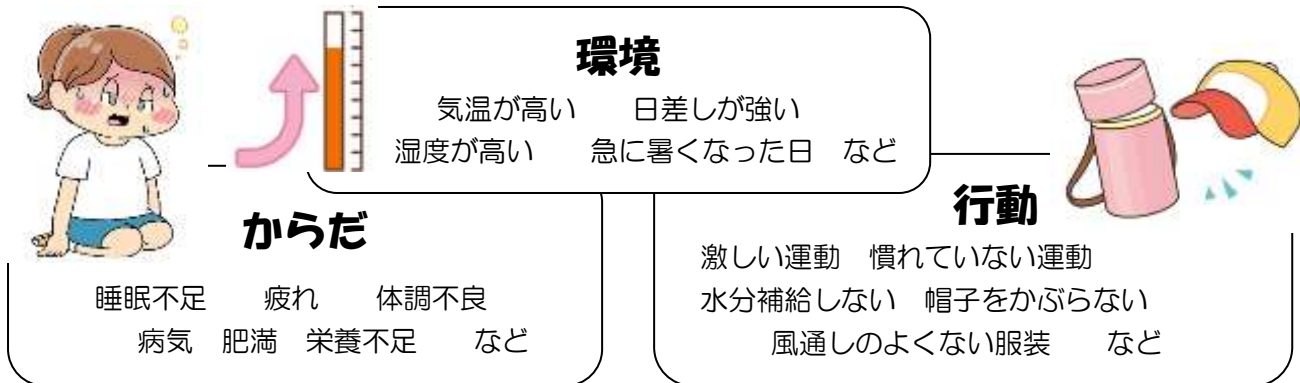 環境
気温が高い　　日差しが強い
湿度が高い　　急に暑くなった日　など
からだ
睡眠不足　　疲れ　　体調不良
病気　肥満　栄養不足　　など
行動
激しい運動　慣れていない運動
水分補給しない　帽子をかぶらない
風通しのよくない服装　　など